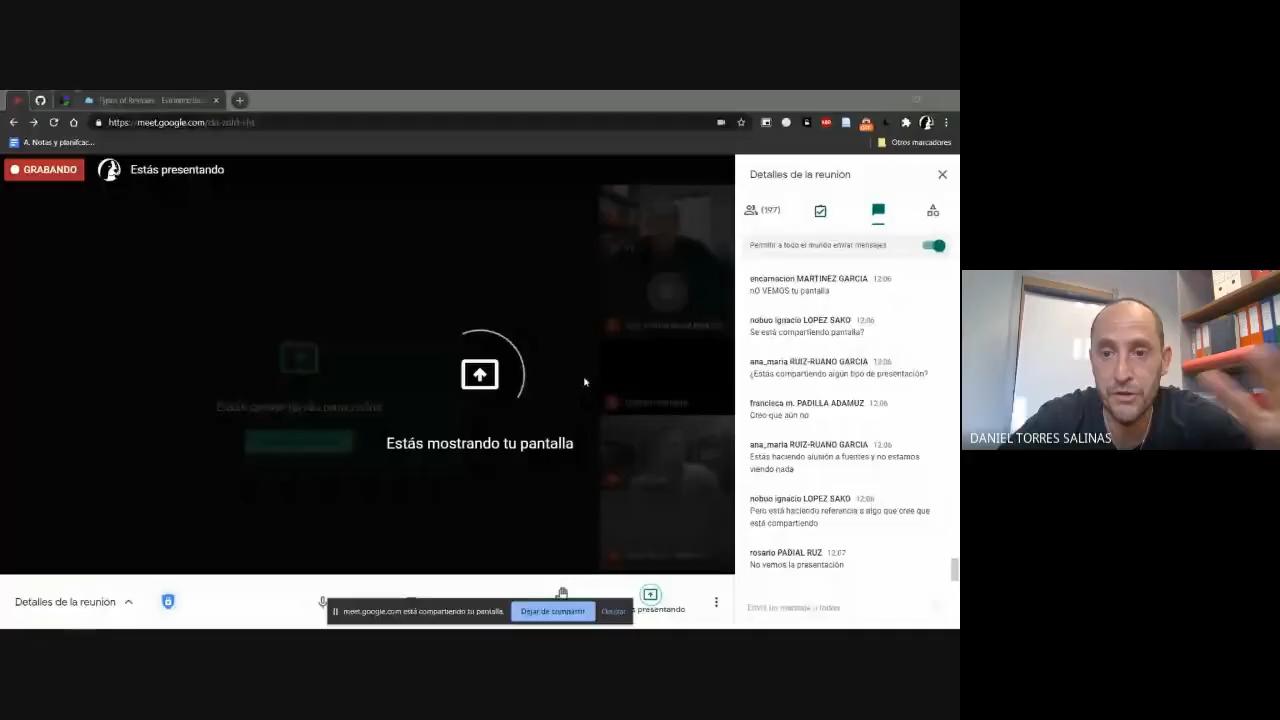 https://meet.google.com/
A. Notas y planifcac...
Otros marcadores
GRABANDO
Estás presentando
Estás mostrando tu pantalla
Detalles de la reunión
(197)
Permitir a todo el mundo enviar mensajes
encarnacion MARTINEZ GARCIA 12:06
nO VEMOS tu pantalla
nobuo ignacio LOPEZ SAKO 12:06
Se está compartiendo pantalla?
ana_maria RUIZ-RUANO GARCIA 12:06
¿Estás compartiendo algún tipo de presentación?
francisca m. PADILLA ADAMUZ 12:06
Creo que aún no
ana_maria RUIZ-RUANO GARCIA 12:06
Estás haciendo alusión a fuentes y no estamos
viendo nada
nobuo ignacio LOPEZ SAKO 12:06
Pero está haciendo referencia a algo que cree que
está compartiendo
rosario PADIAL RUZ 12:07
No vemos la presentación
Detalles de la reunión
meet.google.com está compartiendo tu pantalla.
Dejar de compartir
Ocultar
presentando
DANIEL TORRES SALINAS